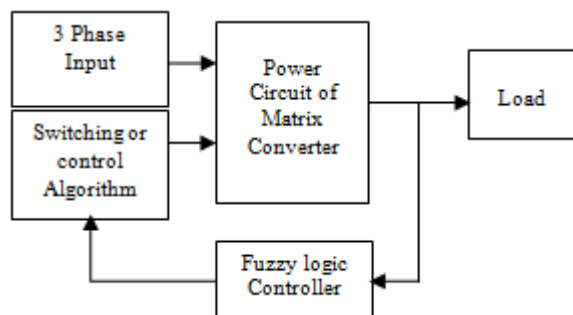 3 Phase
Input
Power
Circuit of
Matrix
Converter
Load
Switching or
control
Algorithm
Fuzzy logic
Controller